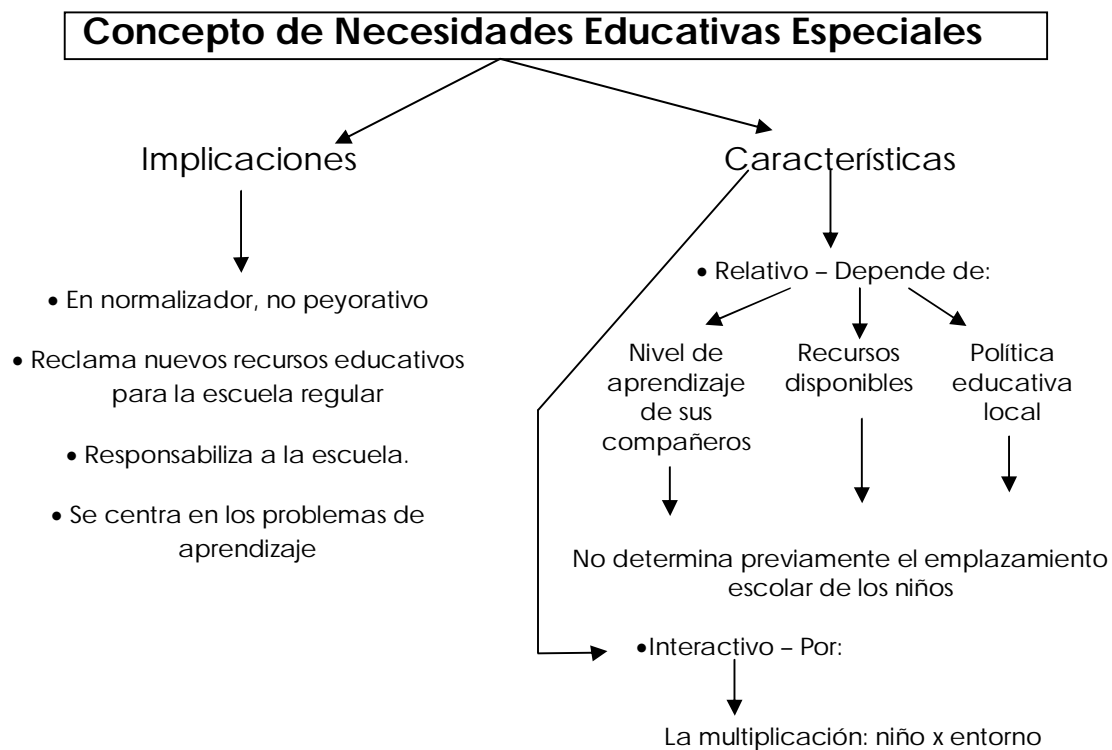 Concepto de Necesidades Educativas Especiales
Implicaciones
• En normalizador, no peyorativo
• Reclama nuevos recursos educativos
para la escuela regular
• Responsabiliza a la escuela.
• Se centra en los problemas de
aprendizaje
Características
• Relativo – Depende de:
Nivel de
aprendizaje
de sus
compañeros
Recursos
disponibles
Política
educativa
local
No determina previamente el emplazamiento
escolar de los niños
•Interactivo – Por:
La multiplicación: niño x entorno